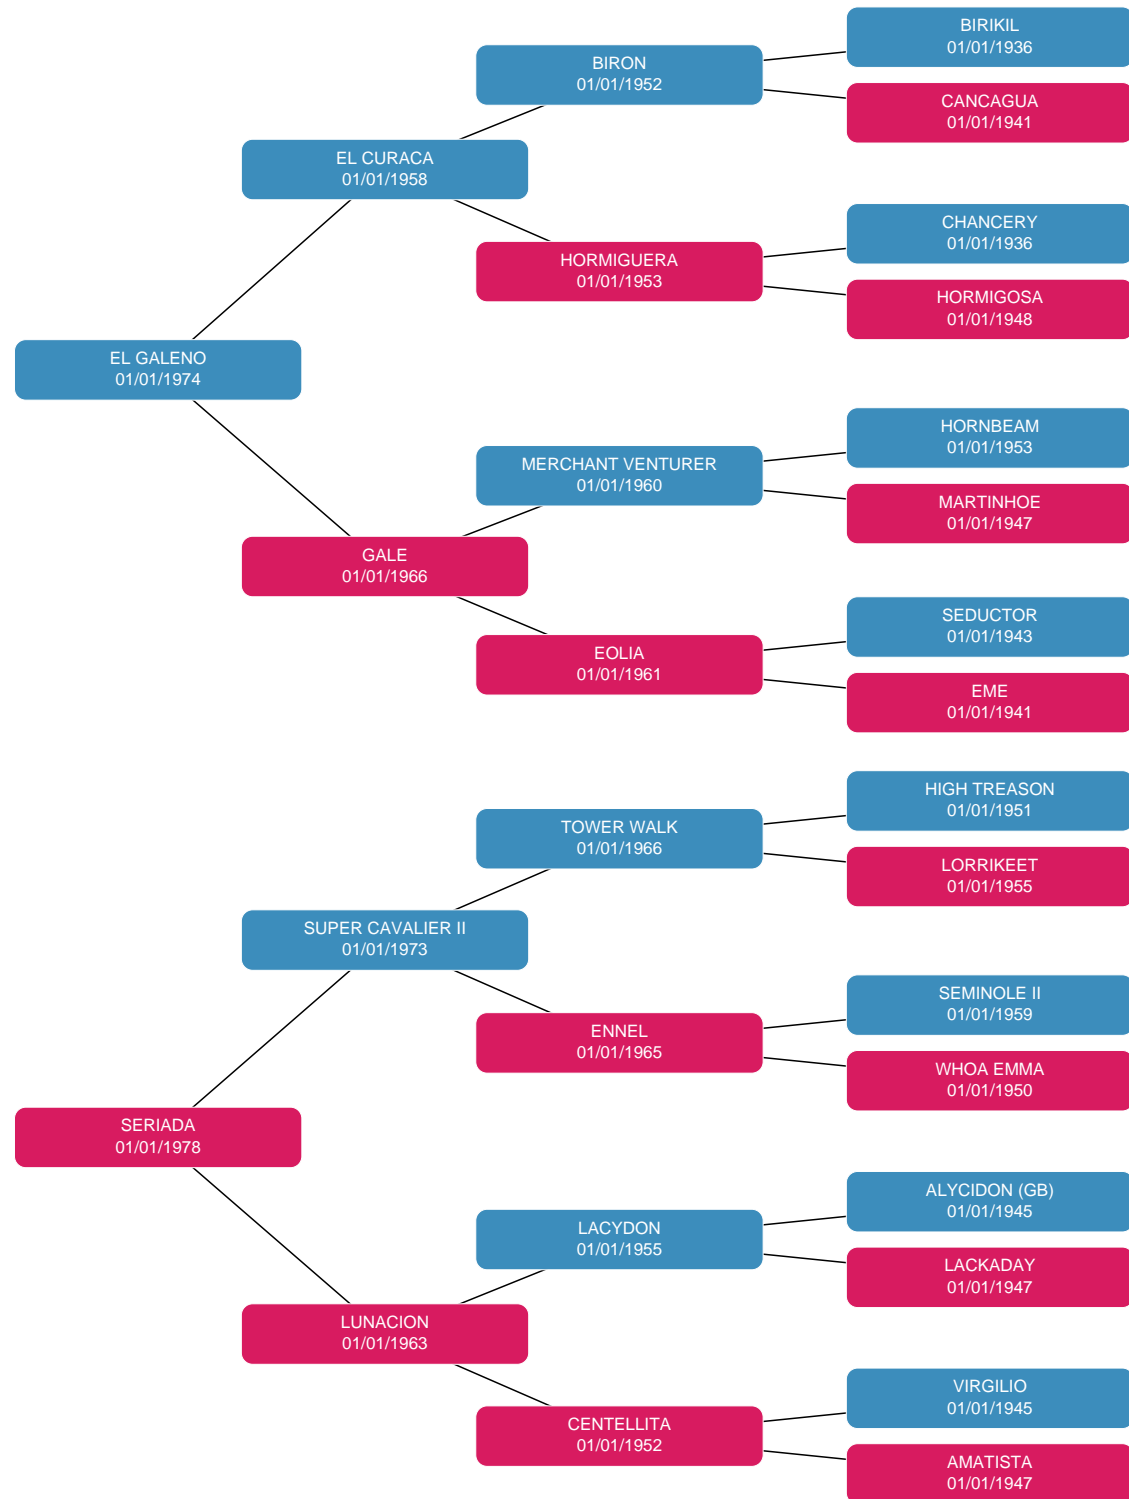 BIRIKIL
01/01/1936
BIRON
01/01/1952
CANCAGUA
01/01/1941
EL CURACA
01/01/1958
CHANCERY
01/01/1936
HORMIGUERA
01/01/1953
HORMIGOSA
01/01/1948
EL GALENO
01/01/1974
HORNBEAM
01/01/1953
MERCHANT VENTURER
01/01/1960
MARTINHOE
01/01/1947
GALE
01/01/1966
SEDUCTOR
01/01/1943
EOLIA
01/01/1961
EME
01/01/1941
HIGH TREASON
01/01/1951
TOWER WALK
01/01/1966
LORRIKEET
01/01/1955
SUPER CAVALIER II
01/01/1973
SEMINOLE II
01/01/1959
ENNEL
01/01/1965
WHOA EMMA
01/01/1950
SERIADA
01/01/1978
ALYCIDON (GB)
01/01/1945
LACYDON
01/01/1955
LACKADAY
01/01/1947
LUNACION
01/01/1963
VIRGILIO
01/01/1945
CENTELLITA
01/01/1952
AMATISTA
01/01/1947